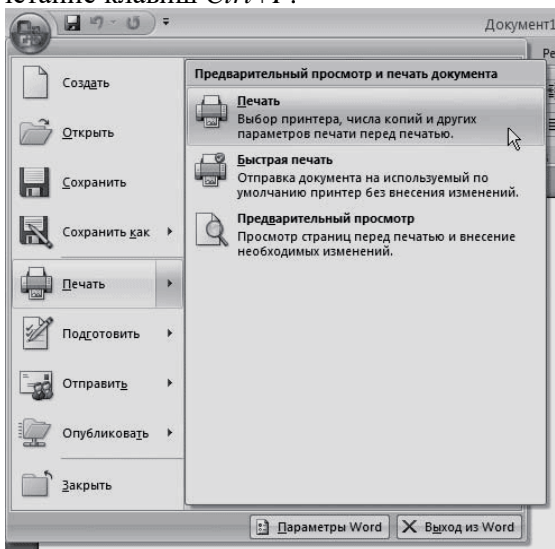 четание клавиш Ctrl+P.
Документ1
Ре
Создать
Открыть
Сохранить
Сохранить как
Печать
Подготовить
Отправить
Опубликовать
Закрыть
Предварительный просмотр и печать документа
Печать
Выбор принтера, числа копий и других
параметров печати перед печатью.
Быстрая печать
Отправка документа на используемый по
умолчанию принтер без внесения изменений.
Предварительный просмотр
Просмотр страниц перед печатью и внесение
необходимых изменений.
Параметры Word
Выход из Word